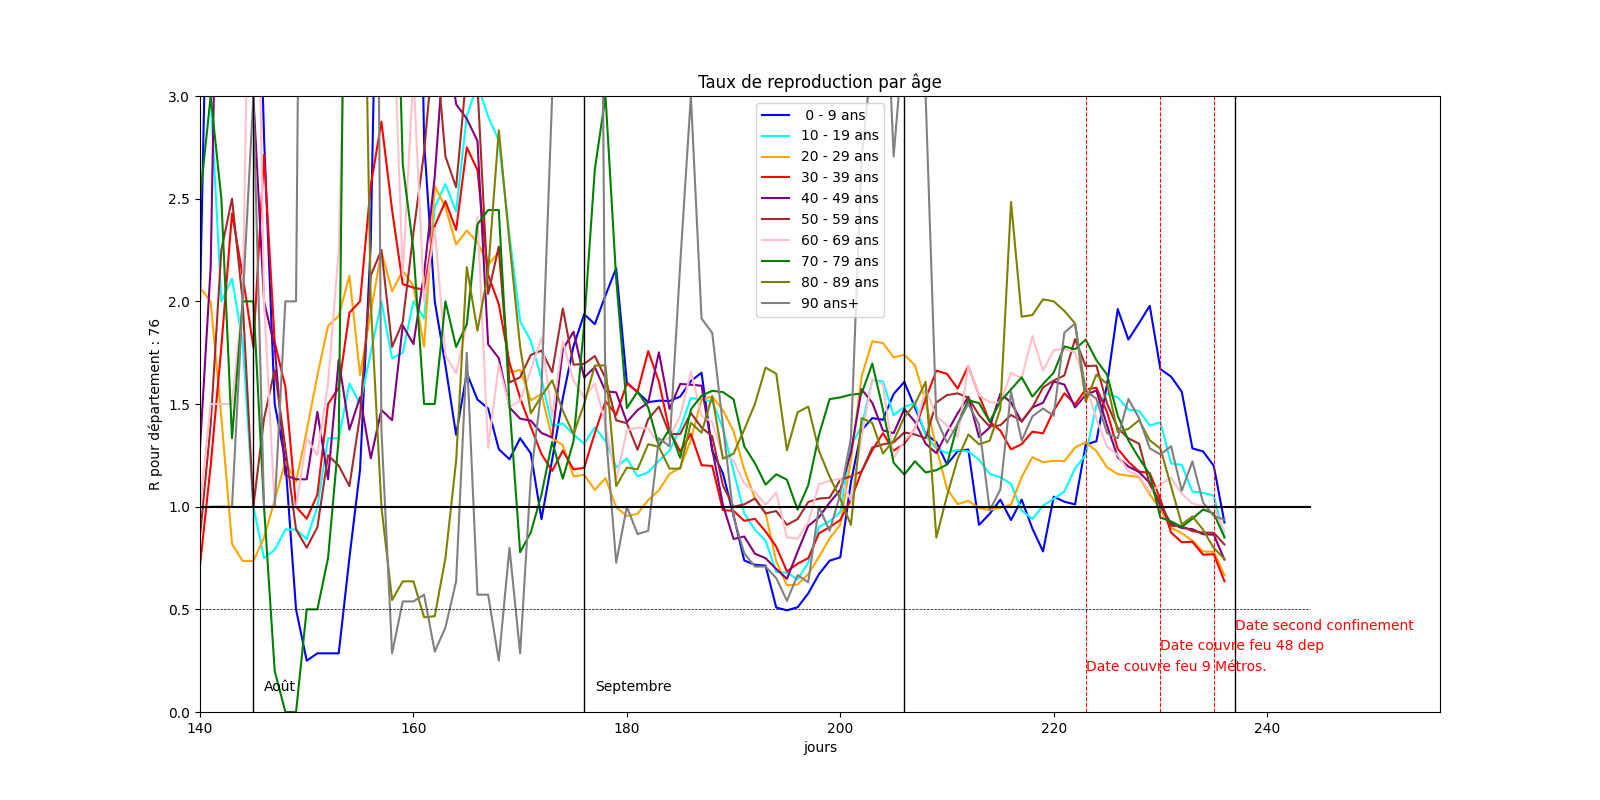 Taux de reproduction par âge
3.0
2.5
2.0
1.5
1.0
0.5
0.0
R pour département : 76
0 - 9 ans
10 - 19 ans
20 - 29 ans
30 - 39 ans
40 - 49 ans
50 - 59 ans
60 - 69 ans
70 - 79 ans
80 - 89 ans
90 ans+
Date second confinement
Date couvre feu 48 dep
Date couvre feu 9 Métros.
Août
Septembre
140
160
180
200
220
240
jours